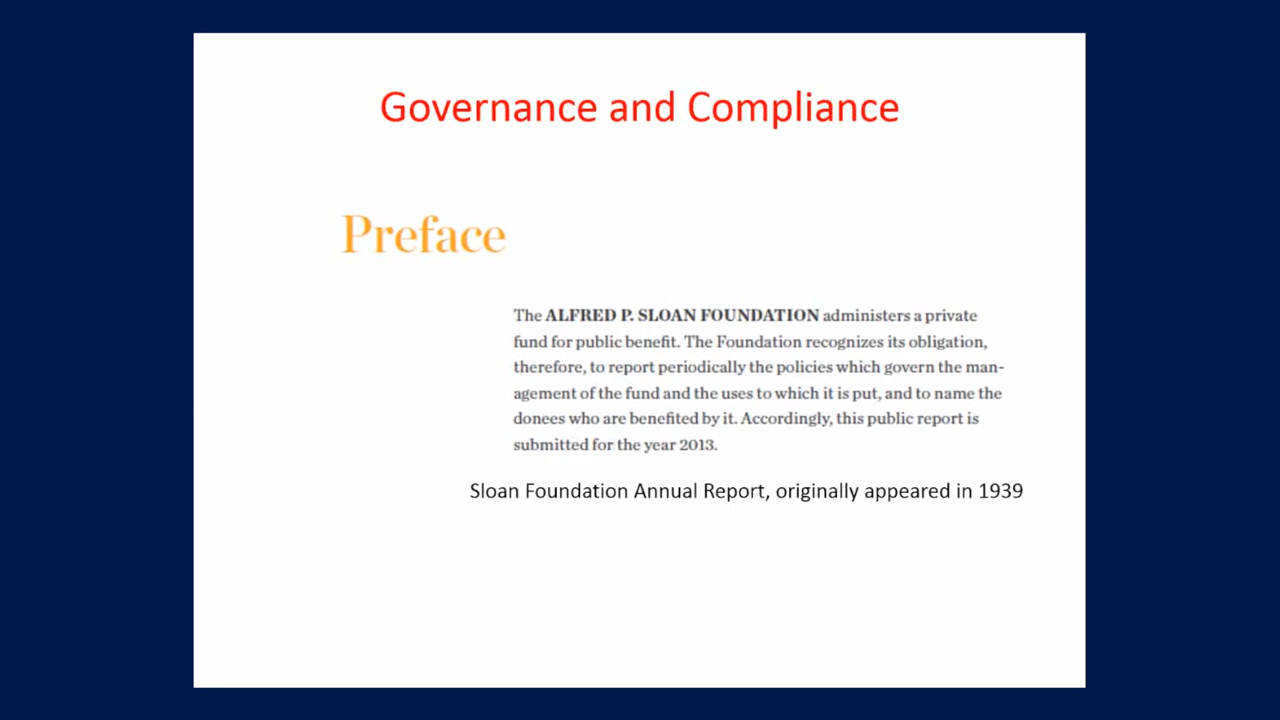 Governance and Compliance
Preface
The ALFRED P. SLOAN FOUNDATION administers a private
fund for public benefit. The Foundation recognizes its obligation,
therefore, to report periodically the policies which govern the man-
agement of the fund and the uses to which it is put, and to name the
donees who are benefited by it. Accordingly, this public report is
submitted for the year 2013.
Sloan Foundation Annual Report, originally appeared in 1939